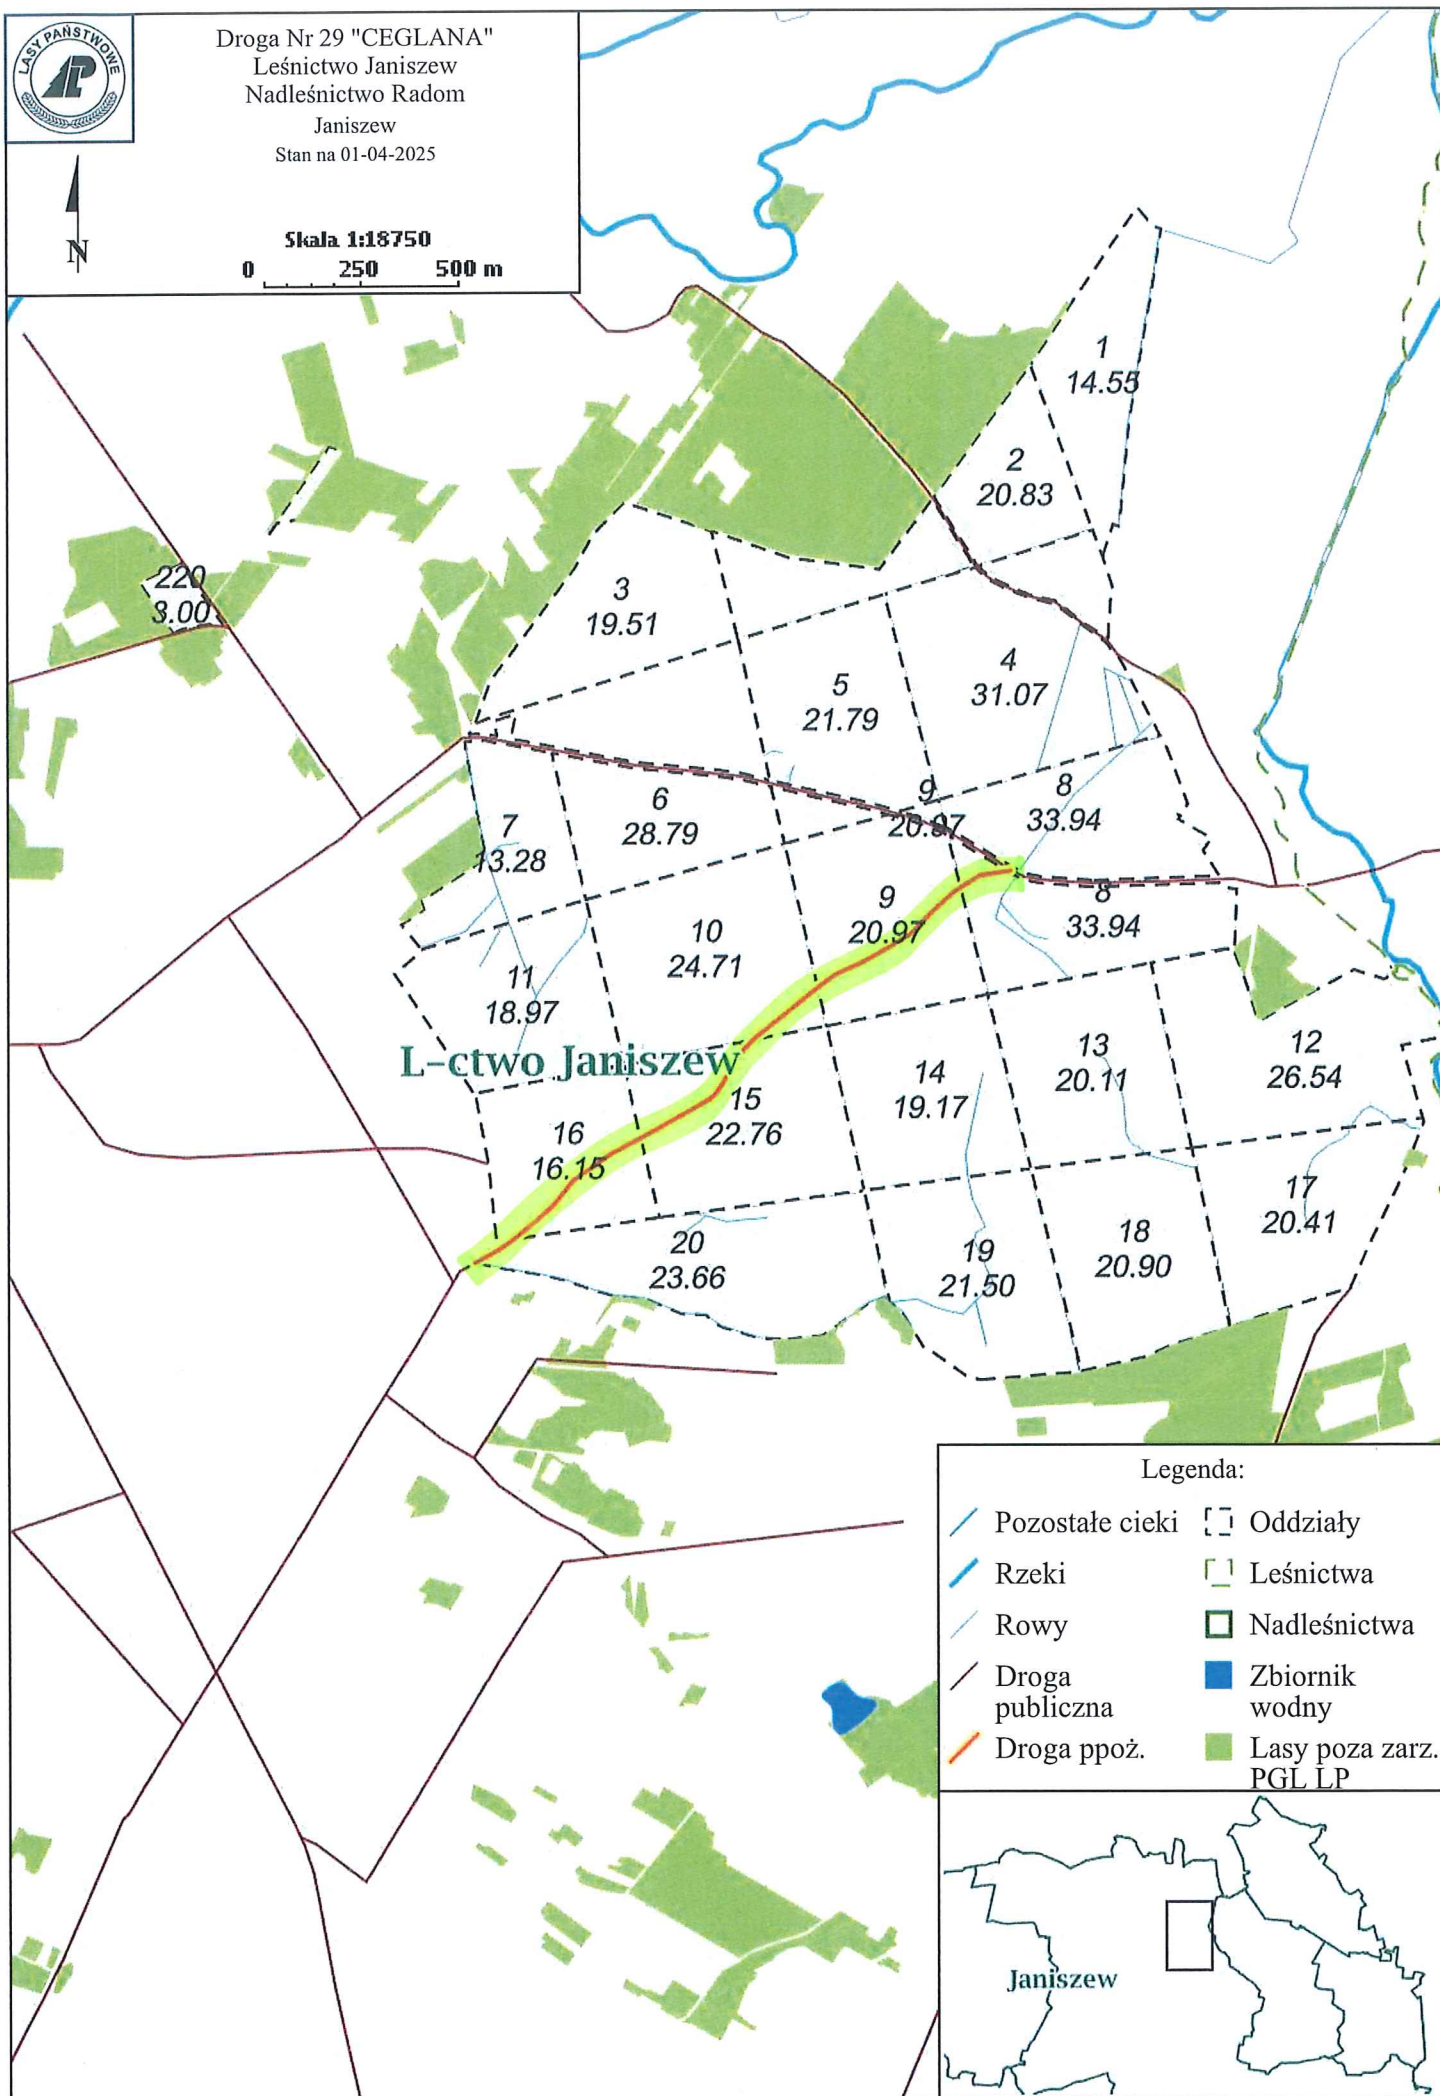 LASY PAŃSTWOWE
LP
Droga Nr 29 "CEGLANA"
Leśnictwo Janiszew
Nadleśnictwo Radom
Janiszew
Stan na 01-04-2025
N
Skala 1:18750
0 250 500 m
1
14.55
2
20.83
220
3.00
3
19.51
4
31.07
5
21.79
6
28.79
9
20.97
8
33.94
7
13.28
9
20.97
8
33.94
10
24.71
11
18.97
L-ctwo Janiszew
12
26.54
13
20.11
14
19.17
15
22.76
16
16.15
17
20.41
18
20.90
19
21.50
20
23.66
Legenda:
Pozostałe cieki
Rzeki
Rowy
Droga
publiczna
Droga ppoż.
Oddziały
Leśnictwa
Nadleśnictwa
Zbiornik
wodny
Lasy poza zarz.
PGL LP
Janiszew